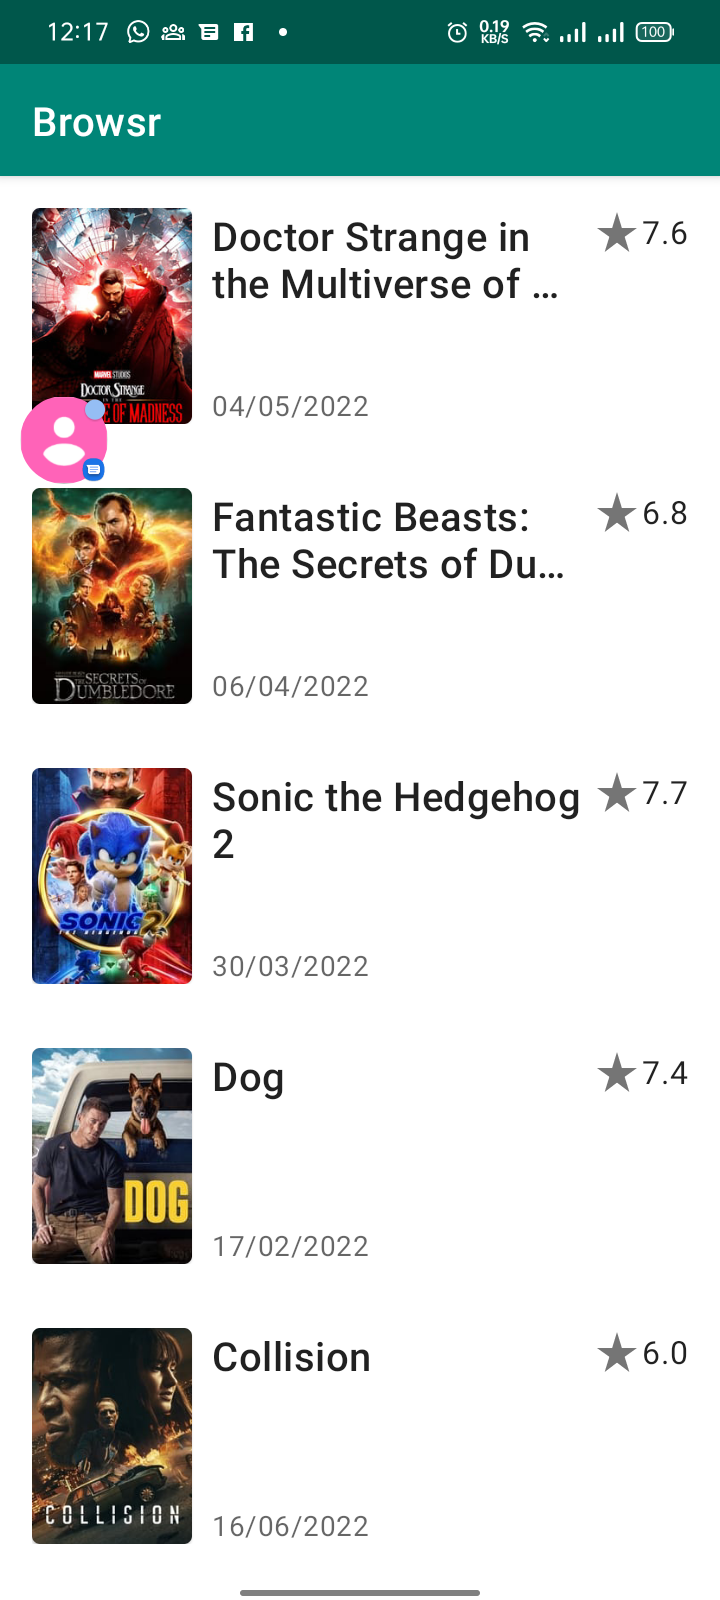 12:17
0.19
KB/S
100
Browsr
Doctor Strange in
the Multiverse of ...
7.6
MARVEL STUDIOS
DOCTOR STRANGE
IN THE
E OF MADNESS
04/05/2022
Fantastic Beasts:
The Secrets of Du...
6.8
THE SECRETS OF
DUMBLEDORE
06/04/2022
Sonic the Hedgehog
2
7.7
SONIC 2
THE HEDGEHOG
30/03/2022
Dog
7.4
DOG
17/02/2022
Collision
6.0
COLLISION
16/06/2022